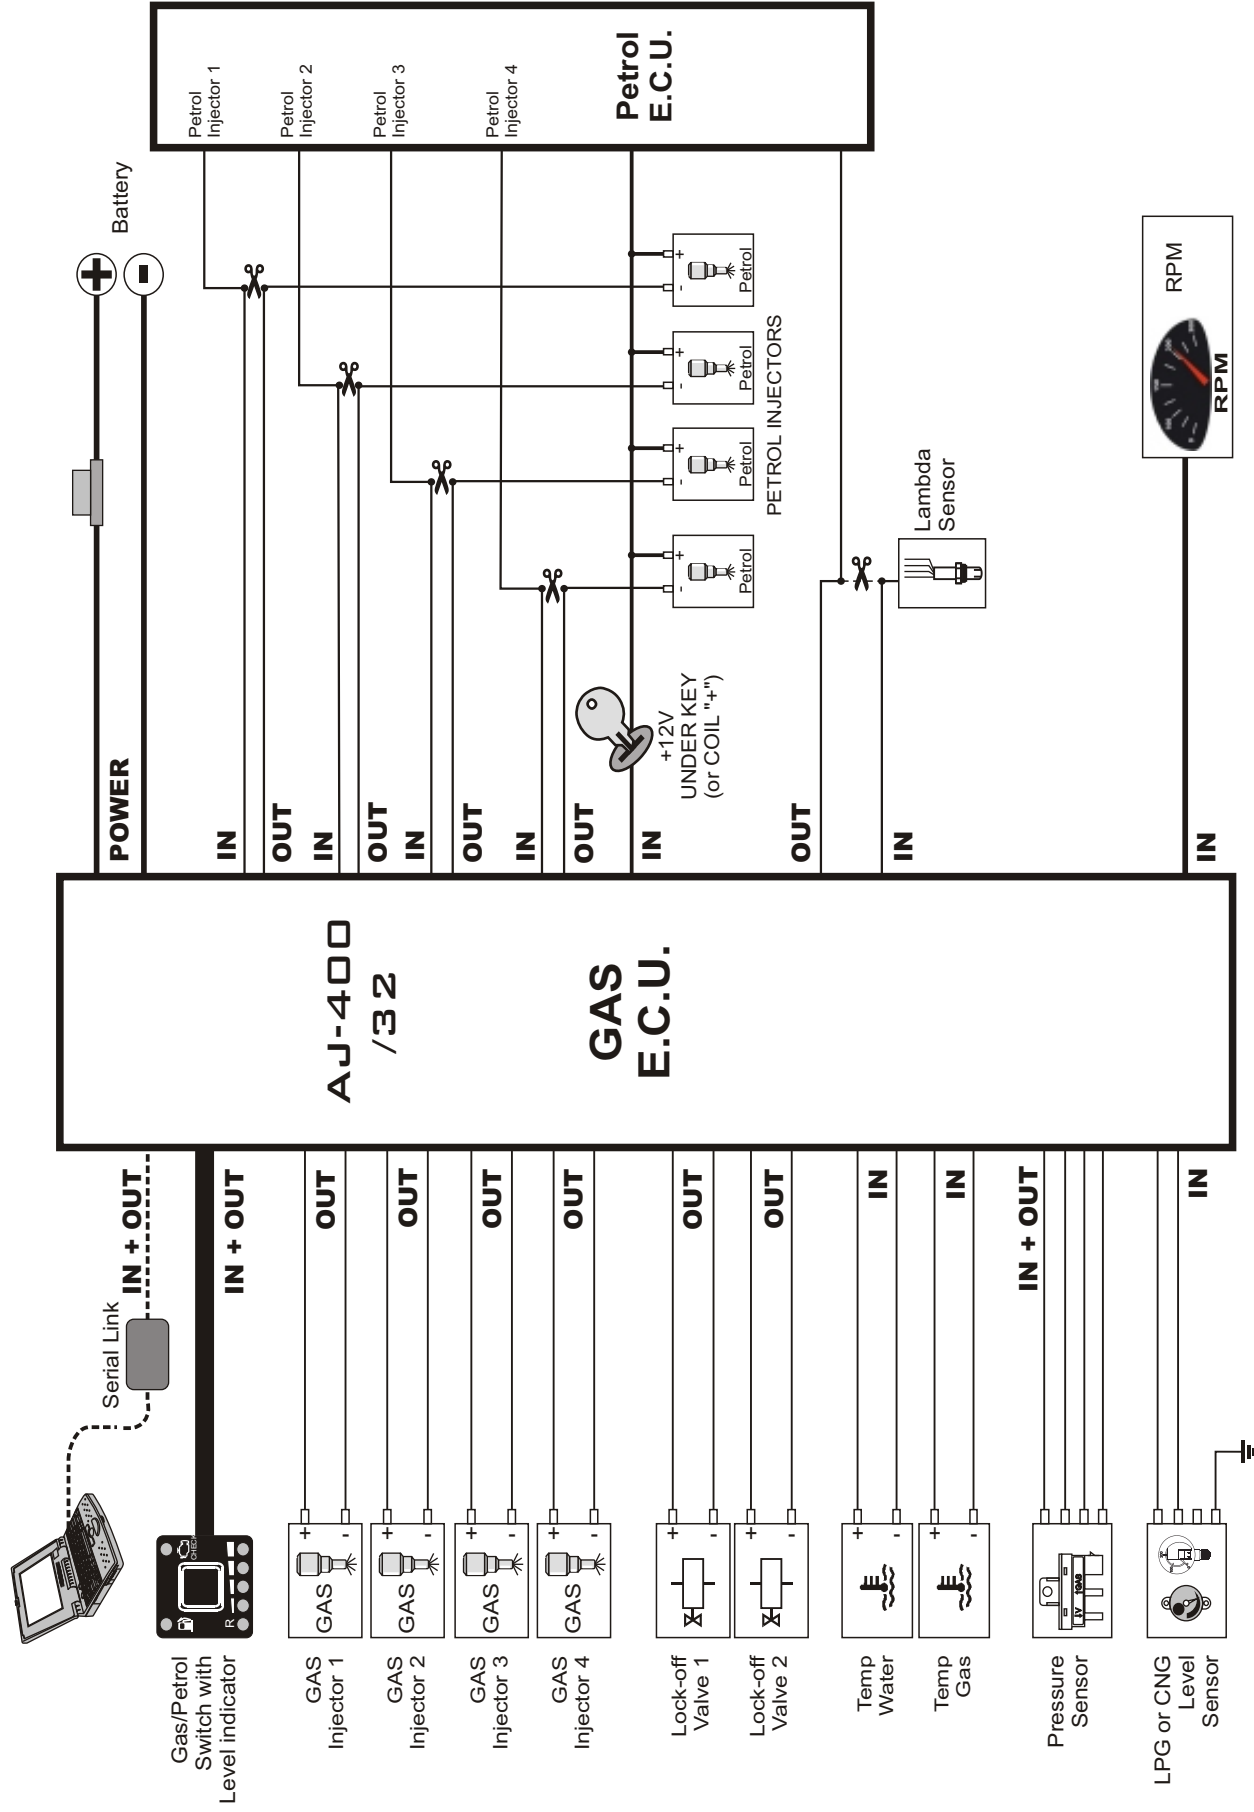 Petrol
Injector 1
Petrol
Injector 2
Petrol
Injector 3
Petrol
Injector 4
Petrol
E.C.U.
Battery
+
-
+
-
Petrol
+
-
Petrol
+
-
Petrol
+
-
Petrol
PETROL INJECTORS
Lambda
Sensor
RPM
RPM
+12V
UNDER KEY
(or COIL "+")
POWER
IN
OUT
IN
OUT
IN
OUT
IN
OUT
IN
OUT
IN
IN
AJ-400
/32
GAS
E.C.U.
IN + OUT
IN + OUT
OUT
OUT
OUT
OUT
OUT
OUT
IN
IN
IN + OUT
IN
Serial Link
CHECK
R
Gas/Petrol
Switch with
Level indicator
+
-
GAS
GAS
Injector 1
+
-
GAS
GAS
Injector 2
+
-
GAS
GAS
Injector 3
+
-
GAS
GAS
Injector 4
+
-
Lock-off
Valve 1
+
-
Lock-off
Valve 2
+
-
Temp
Water
+
-
Temp
Gas
↓V ↑GAS
Pressure
Sensor
LPG or CNG
Level
Sensor